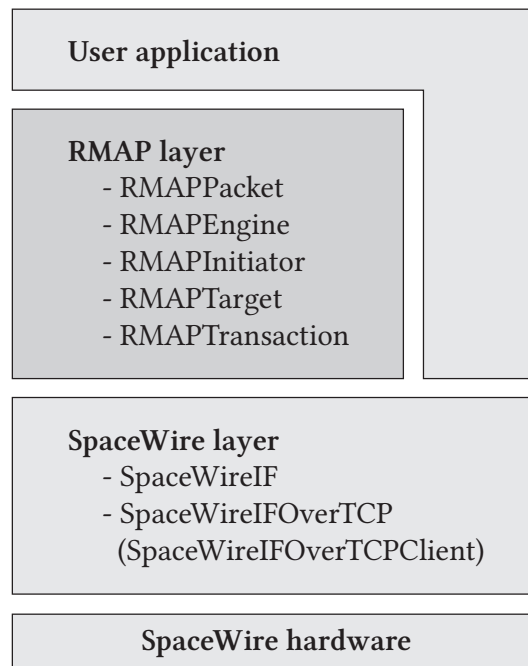 User application
RMAP layer
- RMAPPacket
- RMAPEngine
- RMAPInitiator
- RMAPTarget
- RMAPTransaction
SpaceWire layer
- SpaceWireIF
- SpaceWireIFOverTCP
(SpaceWireIFOverTCPClient)
SpaceWire hardware